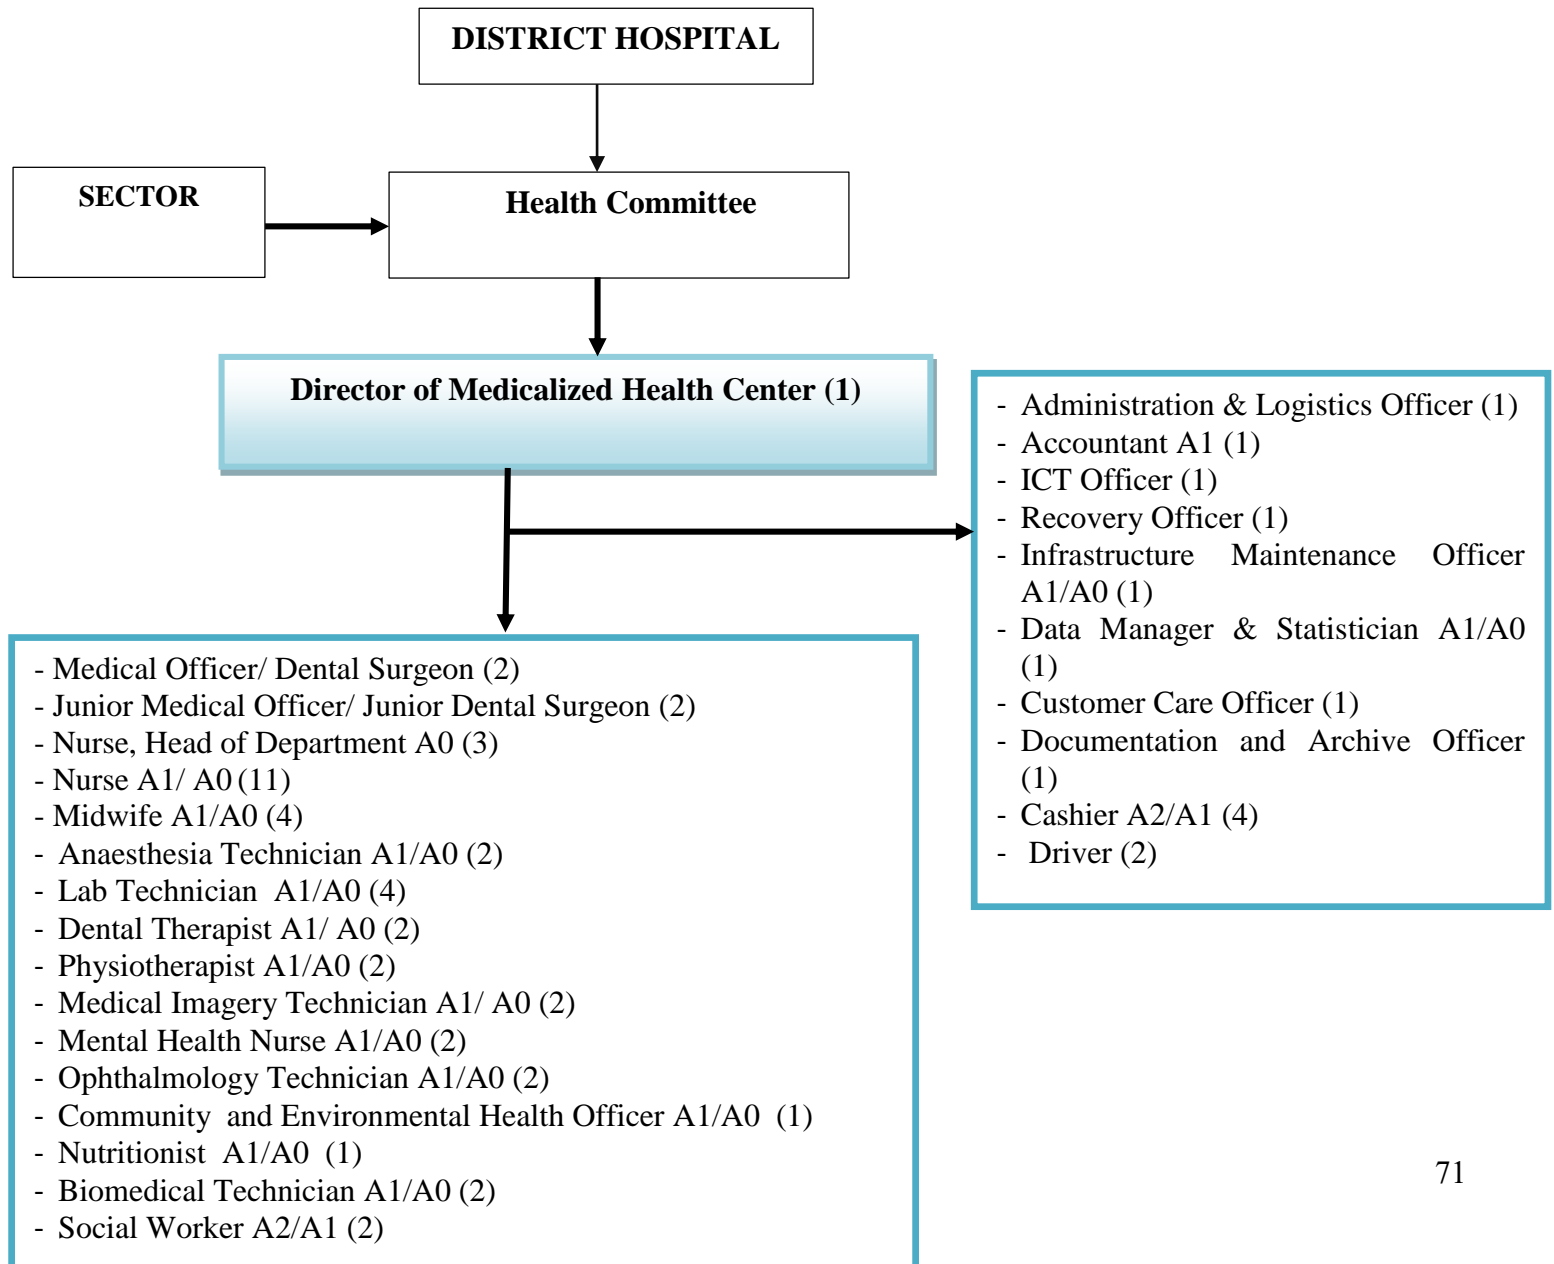 DISTRICT HOSPITAL
SECTOR
Health Committee
Director of Medicalized Health Center (1)
- Administration & Logistics Officer (1)
- Accountant A1 (1)
- ICT Officer (1)
- Recovery Officer (1)
- Infrastructure Maintenance Officer
A1/A0 (1)
- Data Manager & Statistician A1/A0
(1)
- Customer Care Officer (1)
- Documentation and Archive Officer
(1)
- Cashier A2/A1 (4)
- Driver (2)
- Medical Officer/ Dental Surgeon (2)
- Junior Medical Officer/ Junior Dental Surgeon (2)
- Nurse, Head of Department A0 (3)
- Nurse A1/ A0 (11)
- Midwife A1/A0 (4)
- Anaesthesia Technician A1/A0 (2)
- Lab Technician A1/A0 (4)
- Dental Therapist A1/ A0 (2)
- Physiotherapist A1/A0 (2)
- Medical Imagery Technician A1/ A0 (2)
- Mental Health Nurse A1/A0 (2)
- Ophthalmology Technician A1/A0 (2)
- Community and Environmental Health Officer A1/A0 (1)
- Nutritionist A1/A0 (1)
- Biomedical Technician A1/A0 (2)
- Social Worker A2/A1 (2)
71